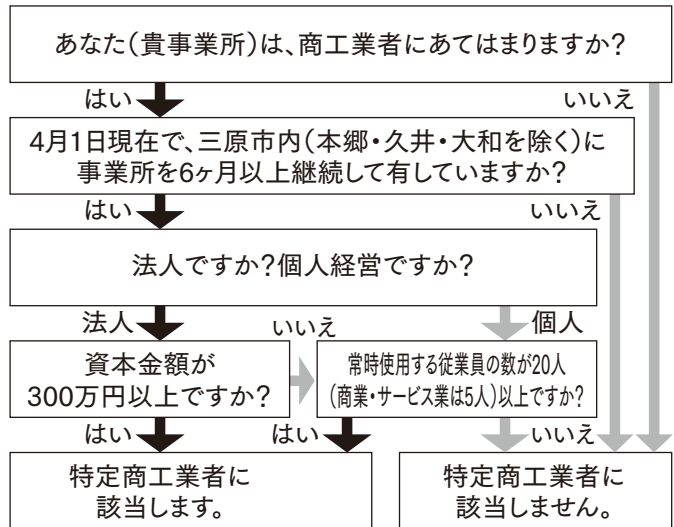 あなた（貴事業所）は、商工業者にあてはまりますか？
はい
いいえ
4月1日現在で、三原市内（本郷・久井・大和を除く）に
事業所を6ヶ月以上継続して有していますか？
はい
いいえ
法人ですか？個人経営ですか？
法人
いいえ
個人
資本金額が
300万円以上ですか？
常時使用する従業員の数が20人
（商業・サービス業は5人）以上ですか？
はい
はい
いいえ
特定商工業者に
該当します。
特定商工業者に
該当しません。